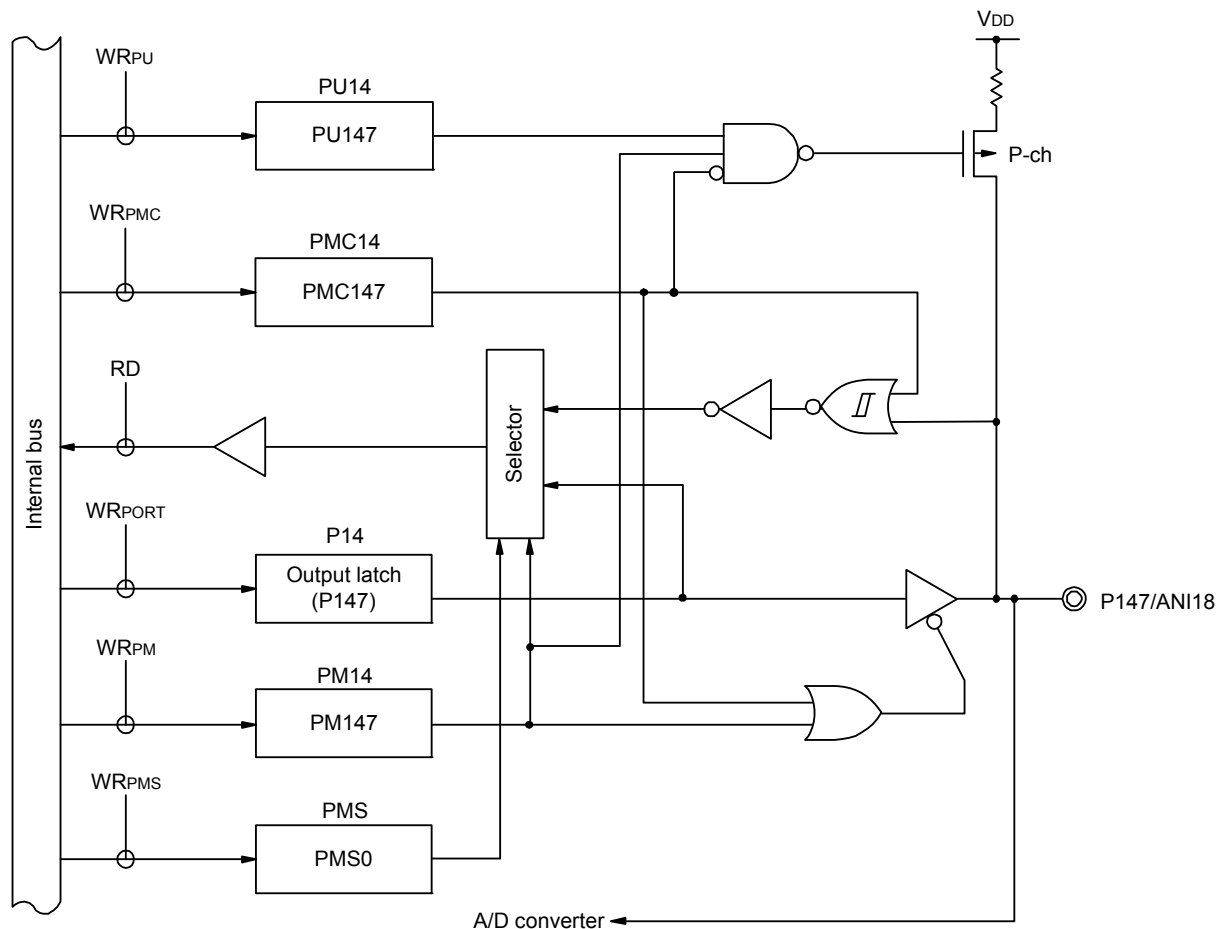 VDD
WRPU
PU14
PU147
P-ch
WRPMC
PMC14
PMC147
RD
Selector
Internal bus
WRPORT
P14
Output latch
(P147)
P147/ANI18
WRPM
PM14
PM147
WRPMS
PMS
PMS0
A/D converter